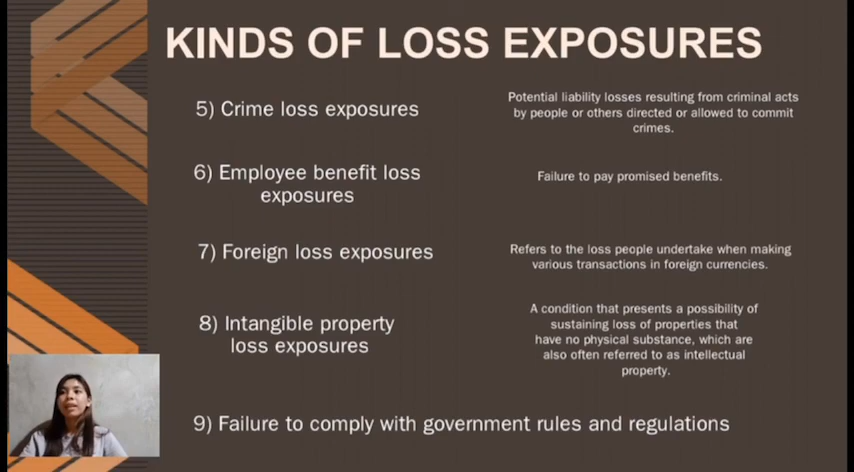 KINDS OF LOSS EXPOSURES
5) Crime loss exposures
Potential liability losses resulting from criminal acts
by people or others directed or allowed to commit
crimes.
6) Employee benefit loss
exposures
Failure to pay promised benefits.
7) Foreign loss exposures
Refers to the loss people undertake when making
various transactions in foreign currencies.
8) Intangible property
loss exposures
A condition that presents a possibility of
sustaining loss of properties that
have no physical substance, which are
also often referred to as intellectual
property.
9) Failure to comply with government rules and regulations